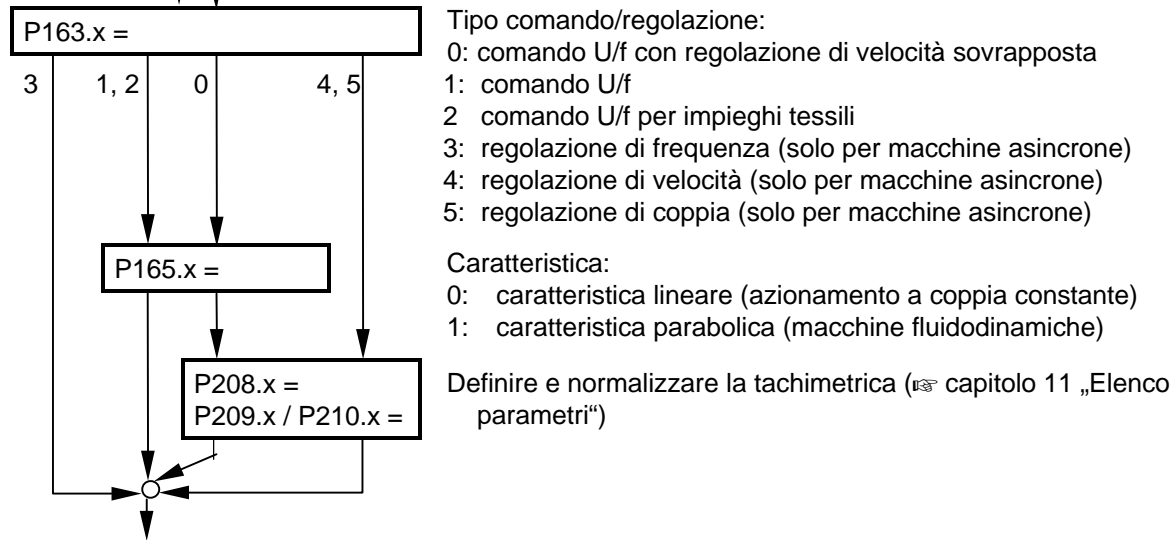 P163.x =
Tipo comando/regolazione:
0: comando U/f con regolazione di velocità sovrapposta
3 1, 2 0 4, 5
1: comando U/f
2 comando U/f per impieghi tessili
3: regolazione di frequenza (solo per macchine asincrone)
4: regolazione di velocità (solo per macchine asincrone)
5: regolazione di coppia (solo per macchine asincrone)
P165.x =
Caratteristica:
0: caratteristica lineare (azionamento a coppia constante)
1: caratteristica parabolica (macchine fluidodinamiche)
P208.x =
P209.x / P210.x =
Definire e normalizzare la tachimetrica (☞ capitolo 11 „Elenco
parametri“)